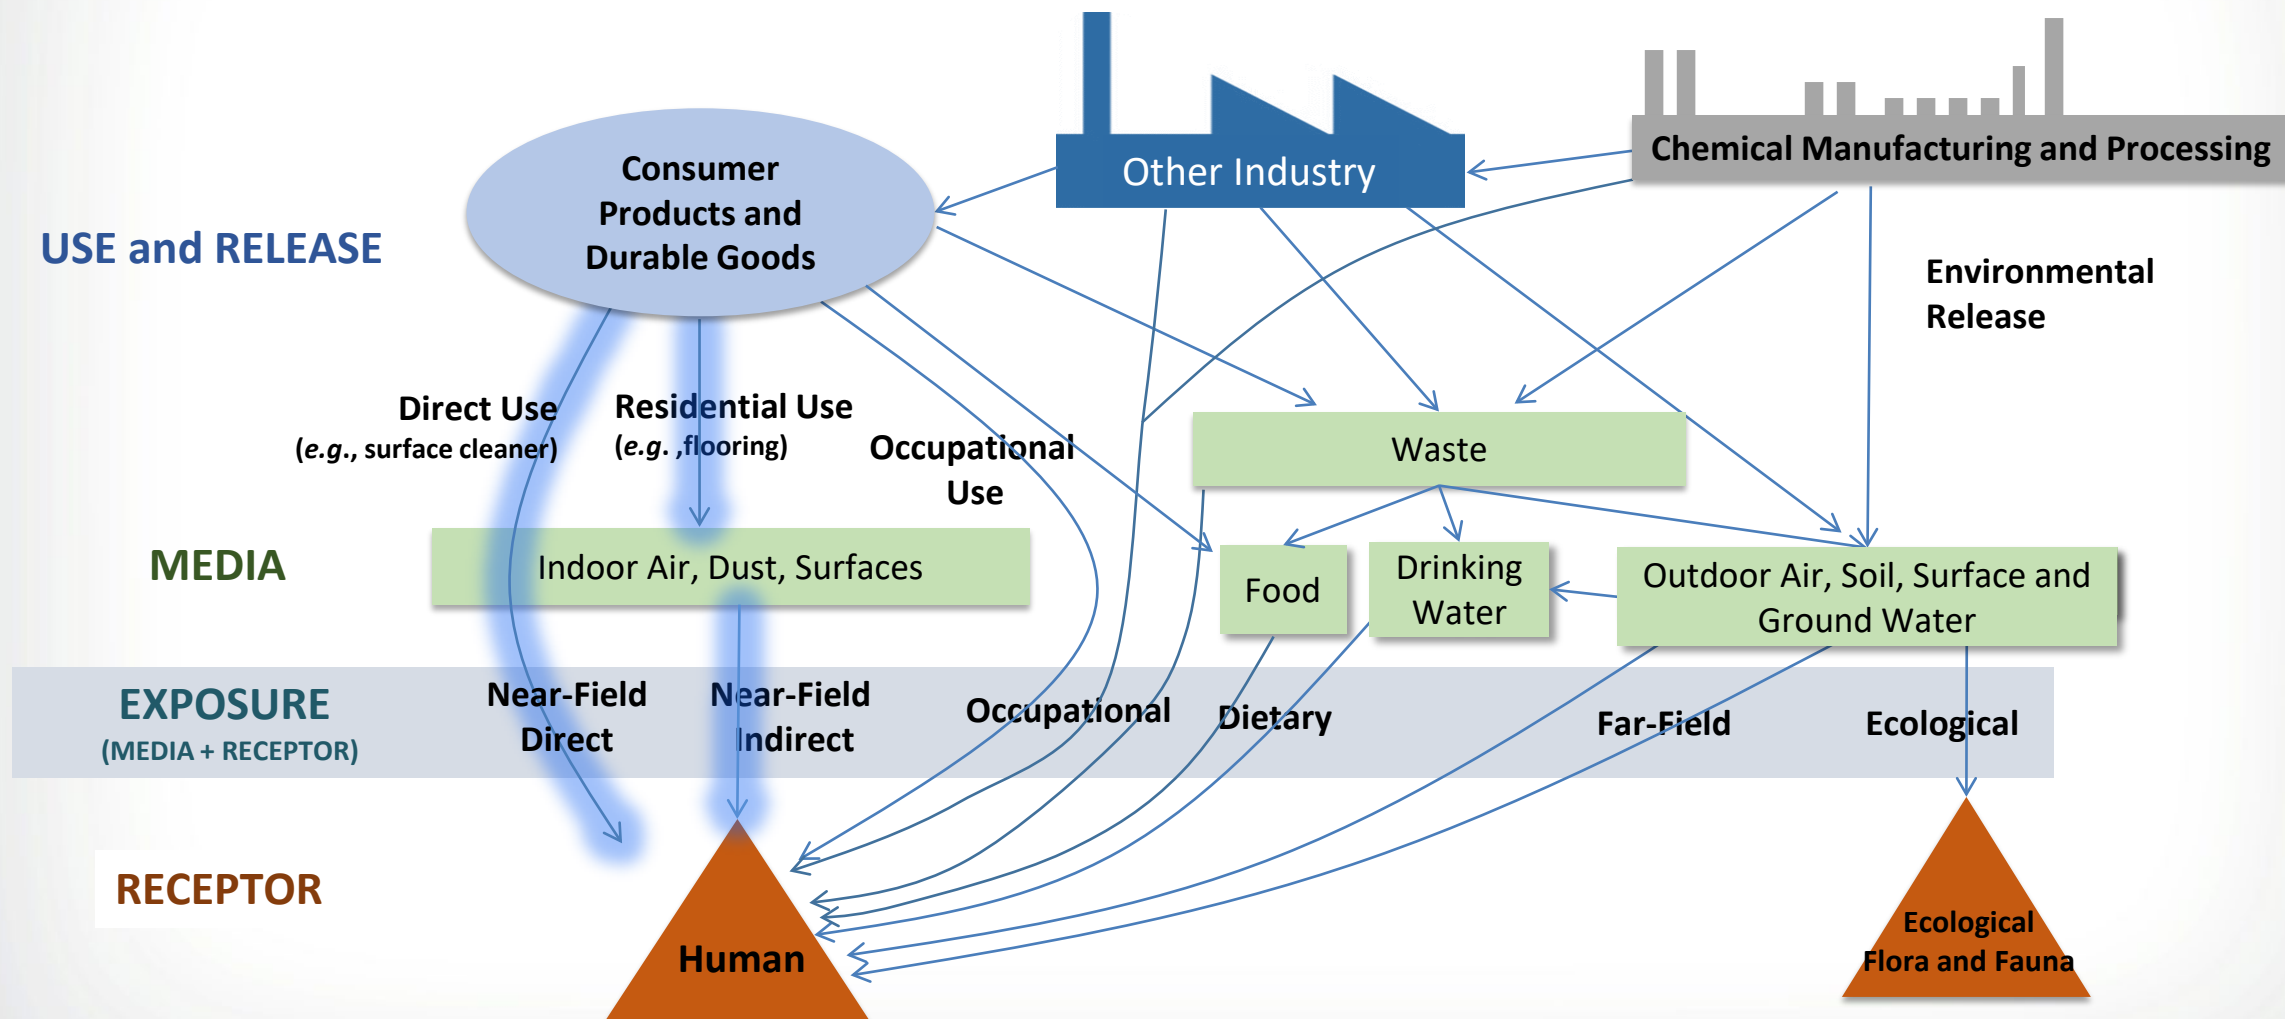 Consumer
Products and
Durable Goods
Other Industry
Chemical Manufacturing and Processing
USE and RELEASE
Environmental
Release
Direct Use
(e.g., surface cleaner)
Residential Use
(e.g. ,flooring)
Occupational
Use
Waste
MEDIA
Indoor Air, Dust, Surfaces
Food
Drinking
Water
Outdoor Air, Soil, Surface and
Ground Water
EXPOSURE
(MEDIA + RECEPTOR)
Near-Field
Direct
Near-Field
Indirect
Occupational
Dietary
Far-Field
Ecological
RECEPTOR
Human
Ecological
Flora and Fauna